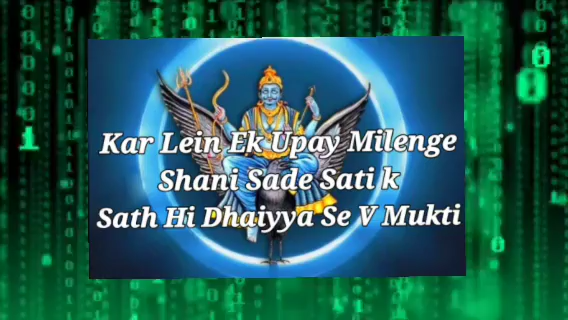 Kar Lein Ek Upay Milenge
Shani Sade Sati k
Sath Hi Dhaiyya Se V Mukti